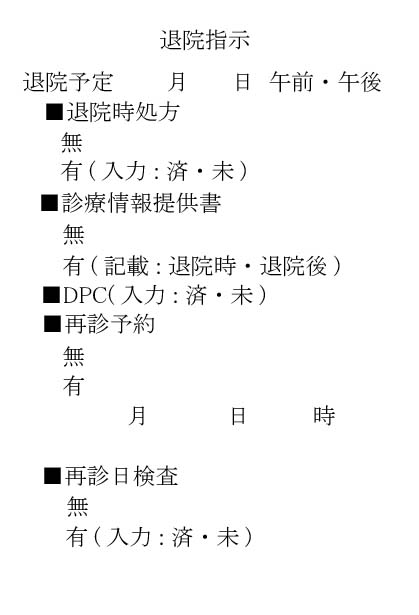 退院指示
退院予定　　月　　日　午前・午後
■退院時処方
無
有(入力:済・未)
■診療情報提供書
無
有(記載:退院時・退院後)
■DPC(入力:済・未)
■再診予約
無
有
月　　　日　　　時
■再診日検査
無
有(入力:済・未)